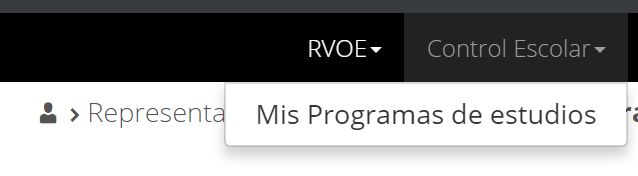 RVOE Control Escolar
Representa
Mis Programas de estudios